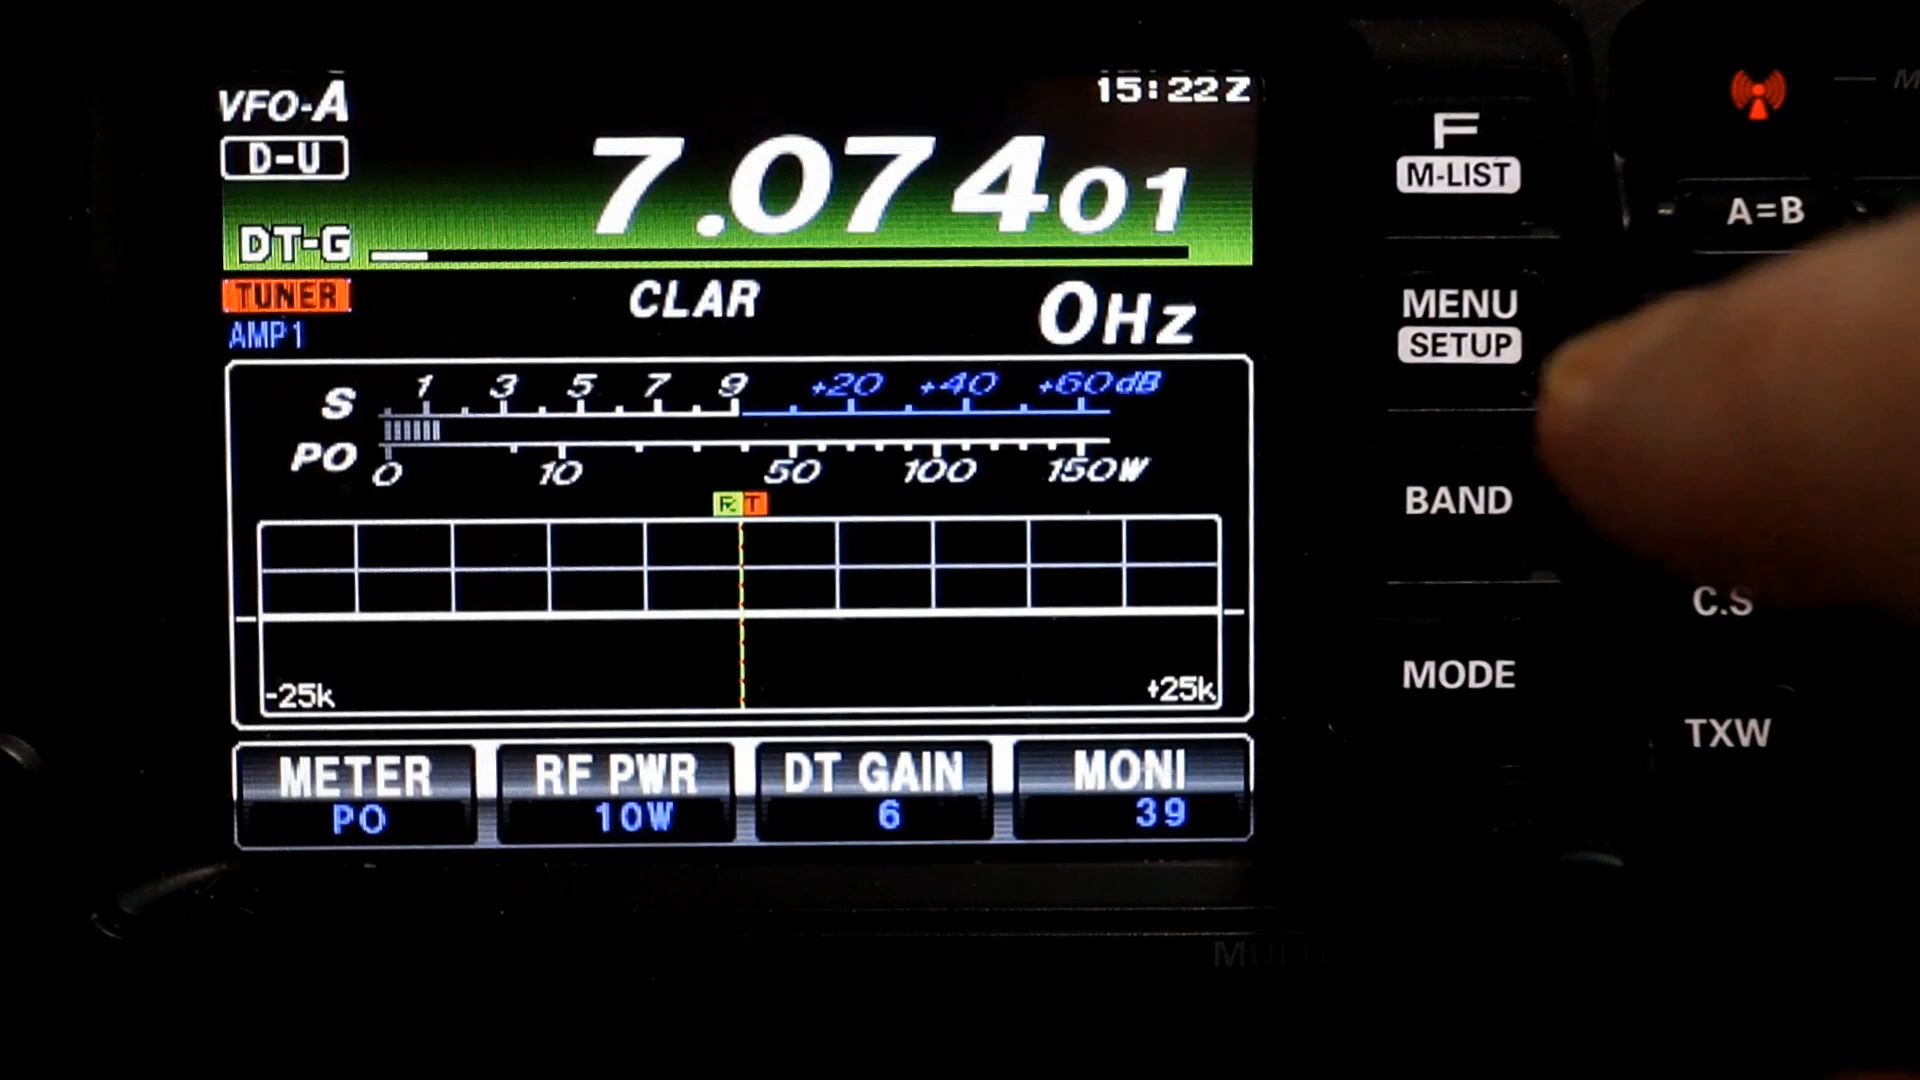 VFO-A
15:22Z
D-U
7.07401
DT-G
TUNER
CLAR
0Hz
AMP1
S 1 3 5 7 9 +20 +40 +60dB
PO 0 10 50 100 150W
R T
-25k +25k
METER RF PWR DT GAIN MONI
PO 10W 6 39
F
M-LIST
MENU
SETUP
BAND
MODE
A=B
C.S
TXW